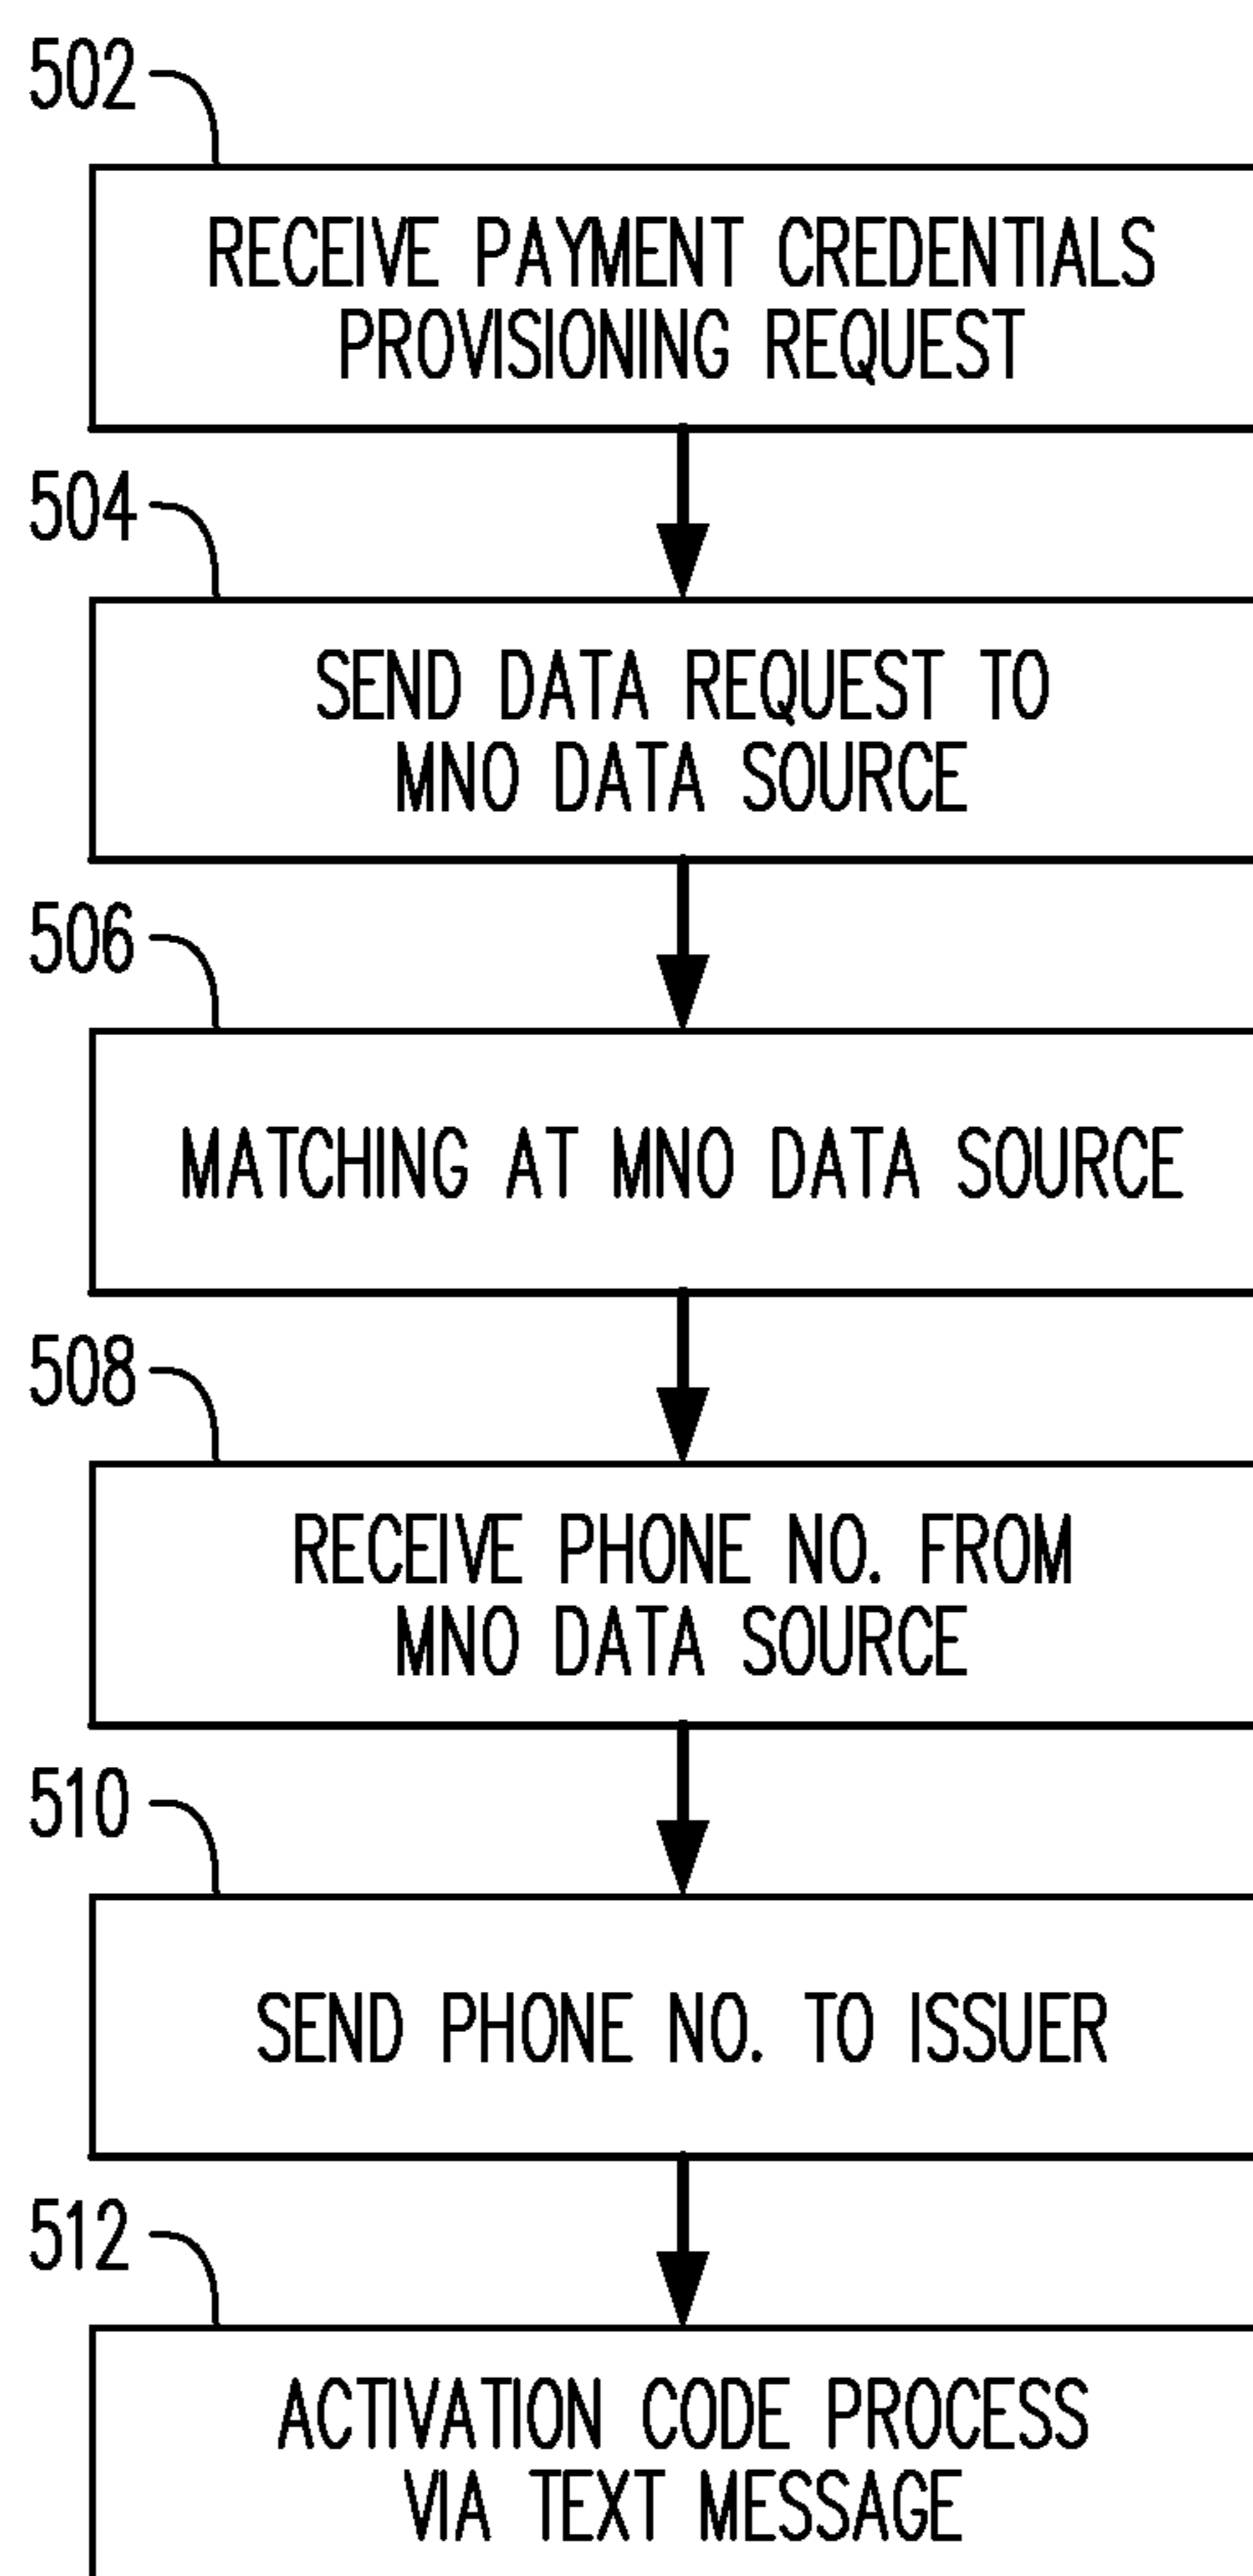 502
RECEIVE PAYMENT CREDENTIALS
PROVISIONING REQUEST
504
SEND DATA REQUEST TO
MNO DATA SOURCE
506
MATCHING AT MNO DATA SOURCE
508
RECEIVE PHONE NO. FROM
MNO DATA SOURCE
510
SEND PHONE NO. TO ISSUER
512
ACTIVATION CODE PROCESS
VIA TEXT MESSAGE